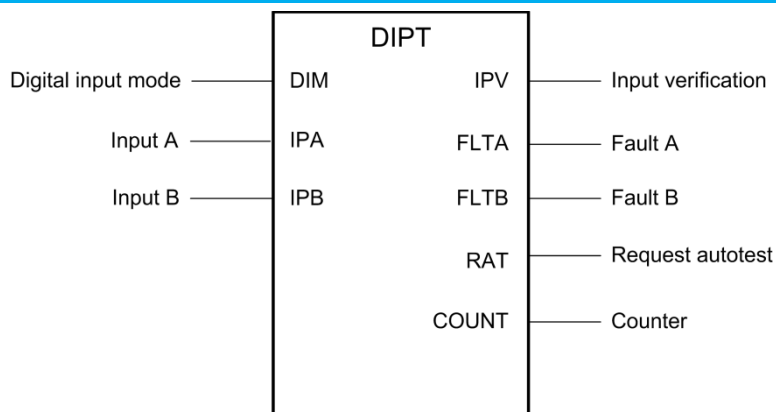 DIPT
Digital input mode DIM IPV Input verification
Input A IPA FLTA Fault A
Input B IPB FLTB Fault B
RAT Request autotest
COUNT Counter